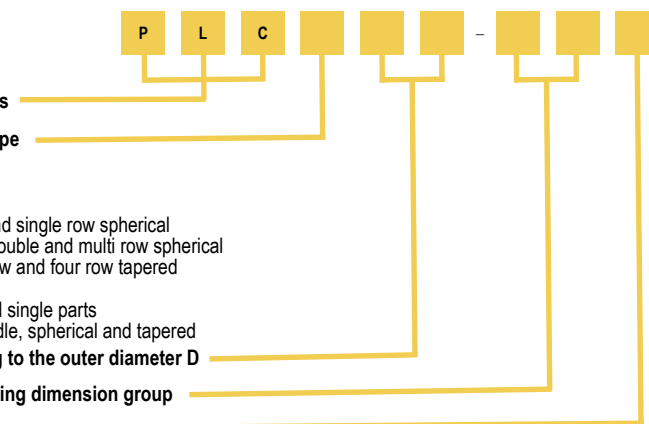 P L C –
s
pe
d single row spherical
ouble and multi row spherical
w and four row tapered
l single parts
dle, spherical and tapered
g to the outer diameter D
ing dimension group